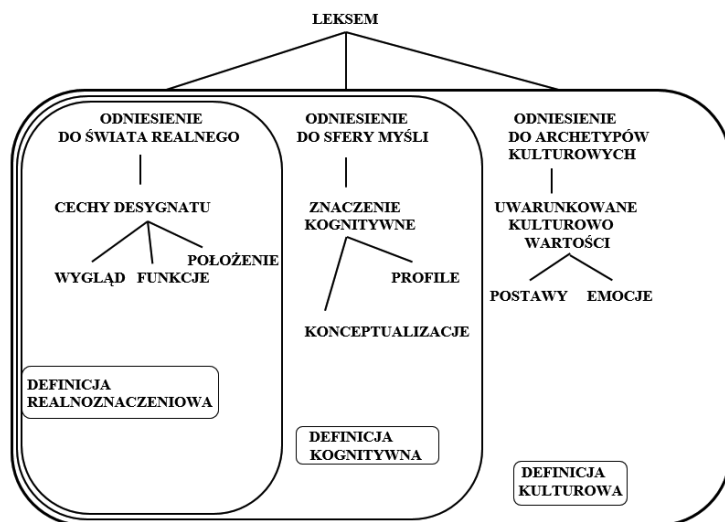 LEKSEM
ODNIESIENIE
DO ŚWIATA REALNEGO
CECHY DESYGNATU
WYGLĄD
FUNKCJE
POŁOŻENIE
DEFINICJA
REALNOZNACZENIOWA
ODNIESIENIE
DO SFERY MYŚLI
ZNACZENIE
KOGNITYWNE
PROFILE
KONCEPTUALIZACJE
DEFINICJA
KOGNITYWNA
ODNIESIENIE
DO ARCHETYPÓW
KULTUROWYCH
UWARUNKOWANE
KULTUROWO
WARTOŚCI
POSTAWY
EMOCJE
DEFINICJA
KULTUROWA